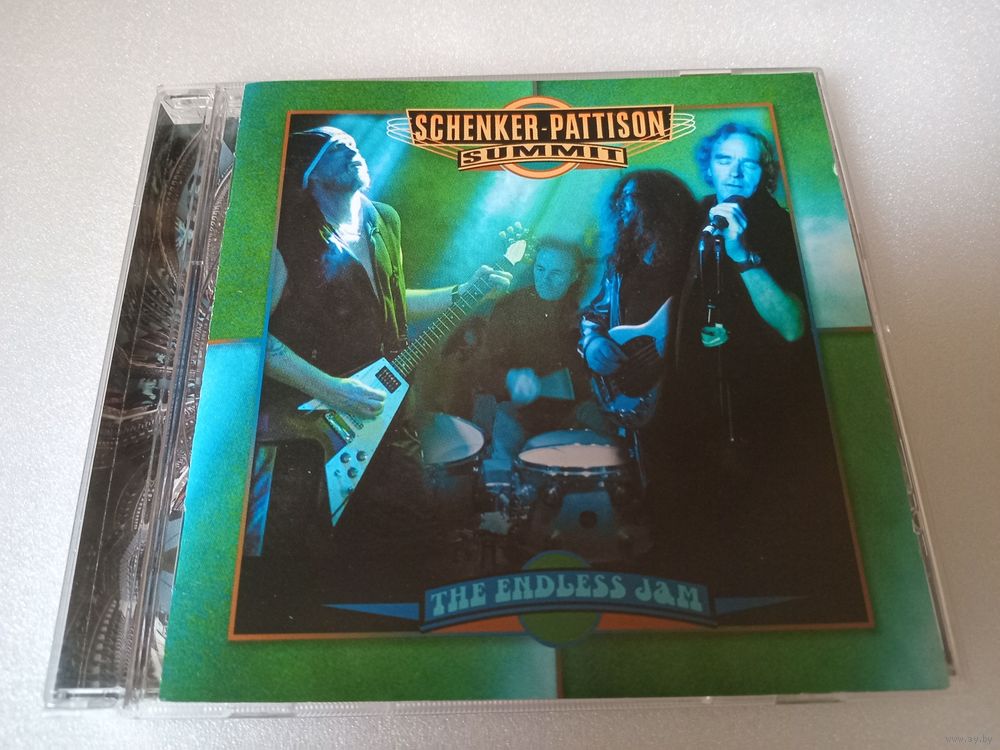 SCHENKER-PATTISON
SUMMIT
THE ENDLESS JAM
www.ay.by